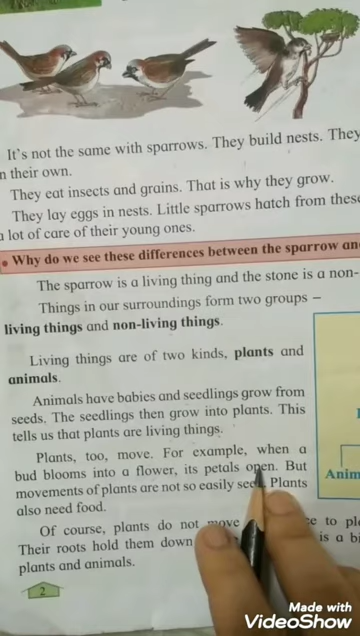 It's not the same with sparrows. They build nests. They
n their own.
They eat insects and grains. That is why they grow.
They lay eggs in nests. Little sparrows hatch from these
a lot of care of their young ones.
• Why do we see these differences between the sparrow an
The sparrow is a living thing and the stone is a non-
Things in our surroundings form two groups –
living things and non-living things.
Living things are of two kinds, plants and
animals.
Animals have babies and seedlings grow from
seeds. The seedlings then grow into plants. This
tells us that plants are living things.
Plants, too, move. For example, when a
bud blooms into a flower, its petals open. But
movements of plants are not so easily seen. Plants
also need food.
Anim
Of course, plants do not move ce to pl
Their roots hold them down is a bi
plants and animals.
2
Made with
VideoShow